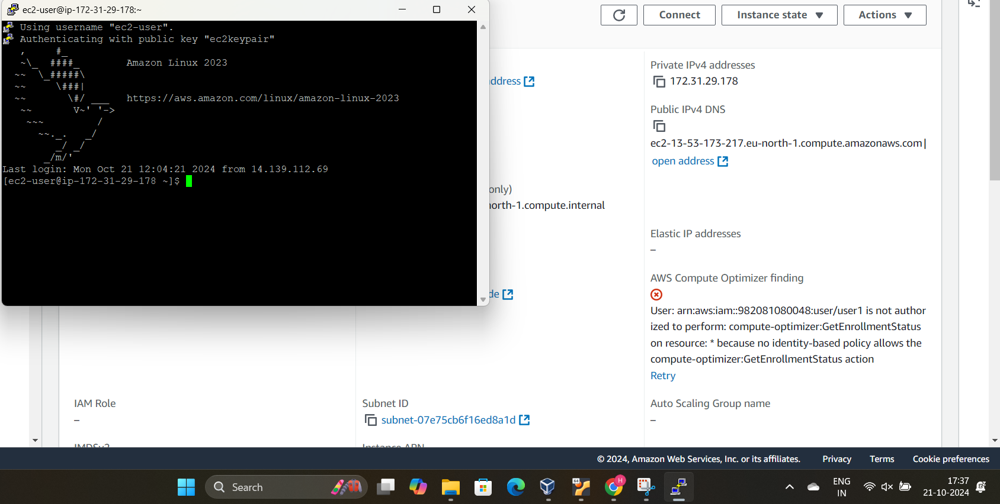 ec2-user@ip-172-31-29-178:~
Using username "ec2-user".
Authenticating with public key "ec2keypair"
   ,     #_
   ~\_  ####_        Amazon Linux 2023
  ~~  \_#####\
  ~~     \###|
  ~~       \#/ ___   https://aws.amazon.com/linux/amazon-linux-2023
   ~~       V~' '->
    ~~~         /
      ~~._.   _/
         _/ _/
       _/m/'
Last login: Mon Oct 21 12:04:21 2024 from 14.139.112.69
[ec2-user@ip-172-31-29-178 ~]$
Connect
Instance state
Actions
address
only)
north-1.compute.internal
de
Private IPv4 addresses
172.31.29.178
Public IPv4 DNS
ec2-13-53-173-217.eu-north-1.compute.amazonaws.com |
open address
Elastic IP addresses
–
AWS Compute Optimizer finding
User: arn:aws:iam::982081080048:user/user1 is not author
ized to perform: compute-optimizer:GetEnrollmentStatus
on resource: * because no identity-based policy allows the
compute-optimizer:GetEnrollmentStatus action
Retry
IAM Role
–
Subnet ID
subnet-07e75cb6f16ed8a1d
Auto Scaling Group name
–
IMDSv2
Instance ARN
© 2024, Amazon Web Services, Inc. or its affiliates.
Privacy
Terms
Cookie preferences
Search
64
H
ENG
IN
17:37
21-10-2024